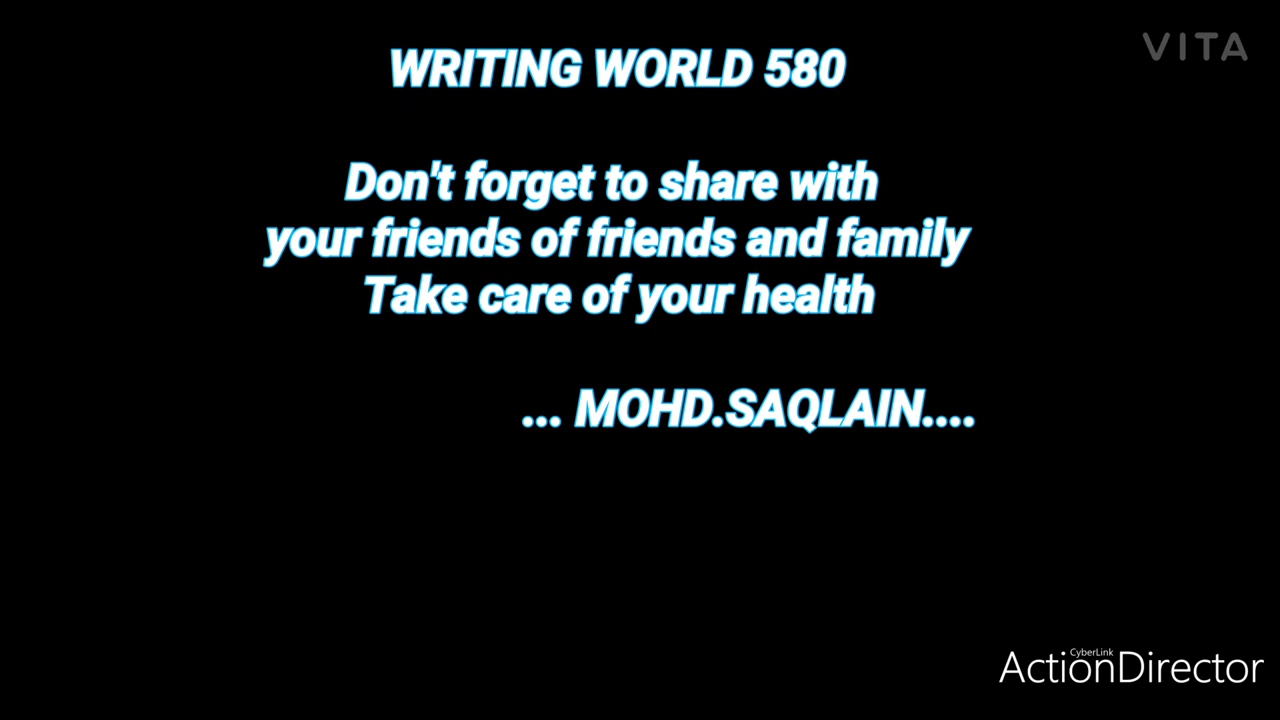 VITA
WRITING WORLD 580
Don't forget to share with
your friends of friends and family
Take care of your health
... MOHD.SAQLAIN....
CyberLink
ActionDirector